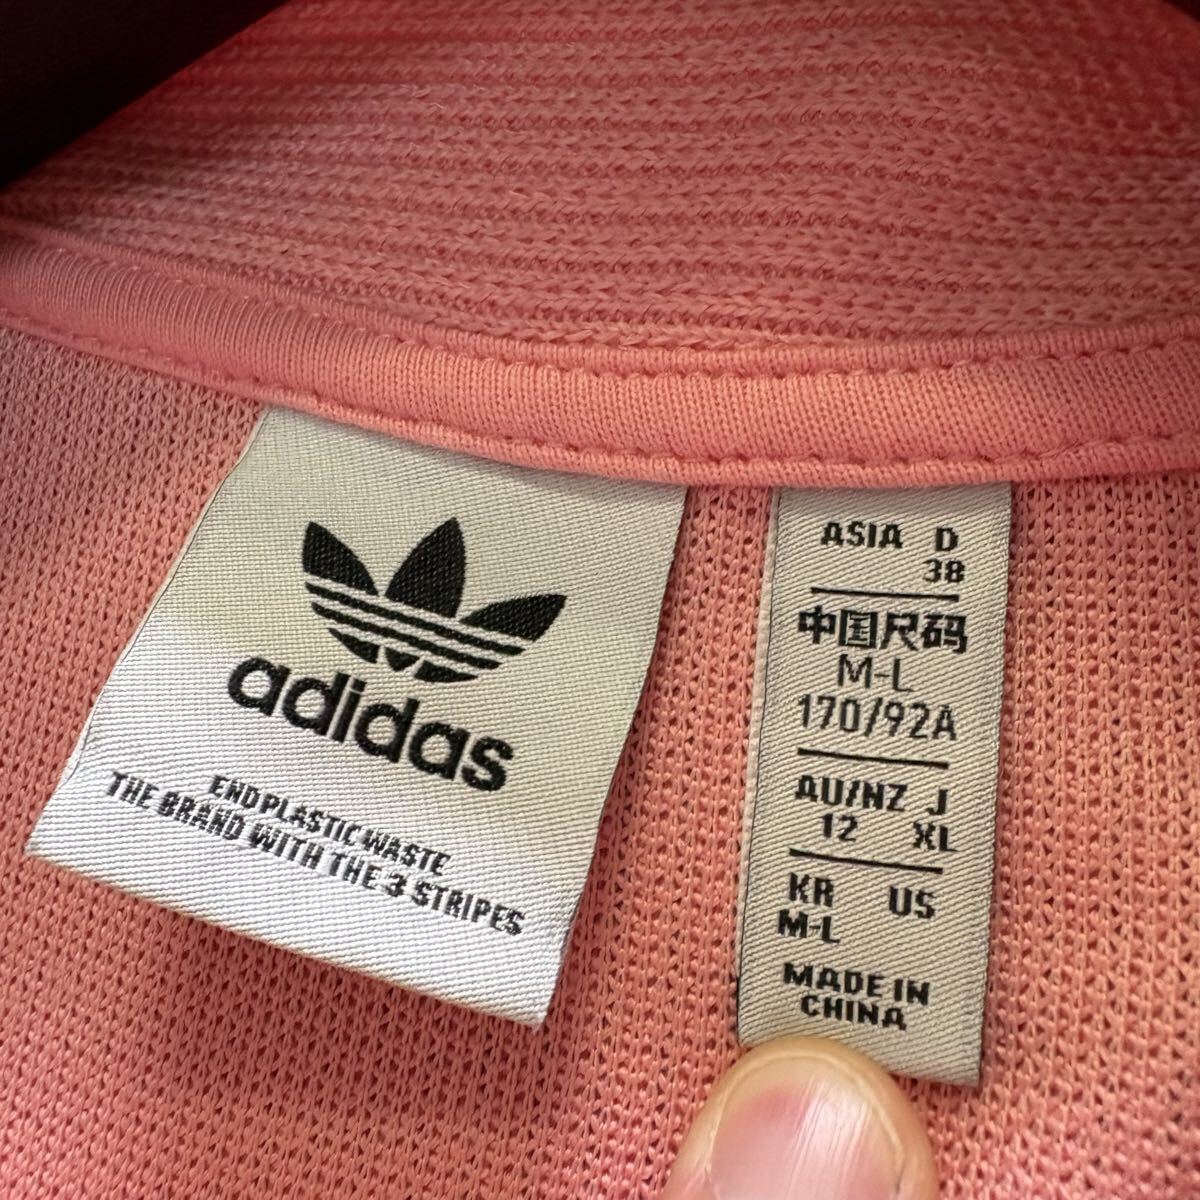 adidas
END PLASTIC WASTE
THE BRAND WITH THE 3 STRIPES
ASIA D
38
中国尺码
M-L
170/92A
AU/NZ J
12 XL
KR US
M-L
MADE IN
CHINA